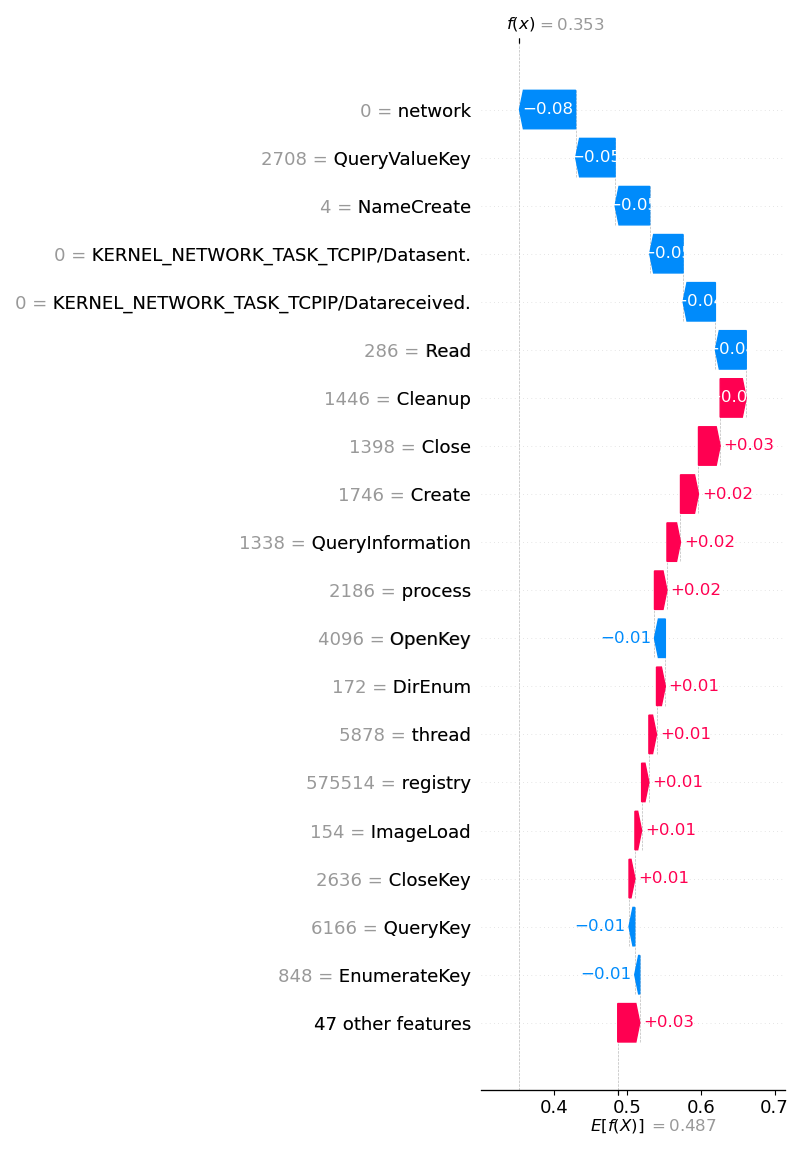 f(x) = 0.353
0 = network −0.08
2708 = QueryValueKey −0.05
4 = NameCreate −0.05
0 = KERNEL_NETWORK_TASK_TCPIP/Datasent.
0 = KERNEL_NETWORK_TASK_TCPIP/Datareceived.
286 = Read
1446 = Cleanup
1398 = Close +0.03
1746 = Create +0.02
1338 = QueryInformation +0.02
2186 = process +0.02
4096 = OpenKey −0.01
172 = DirEnum +0.01
5878 = thread +0.01
575514 = registry +0.01
154 = ImageLoad +0.01
2636 = CloseKey +0.01
6166 = QueryKey −0.01
848 = EnumerateKey −0.01
47 other features +0.03
0.4 0.5 0.6 0.7
E[f(X)] = 0.487